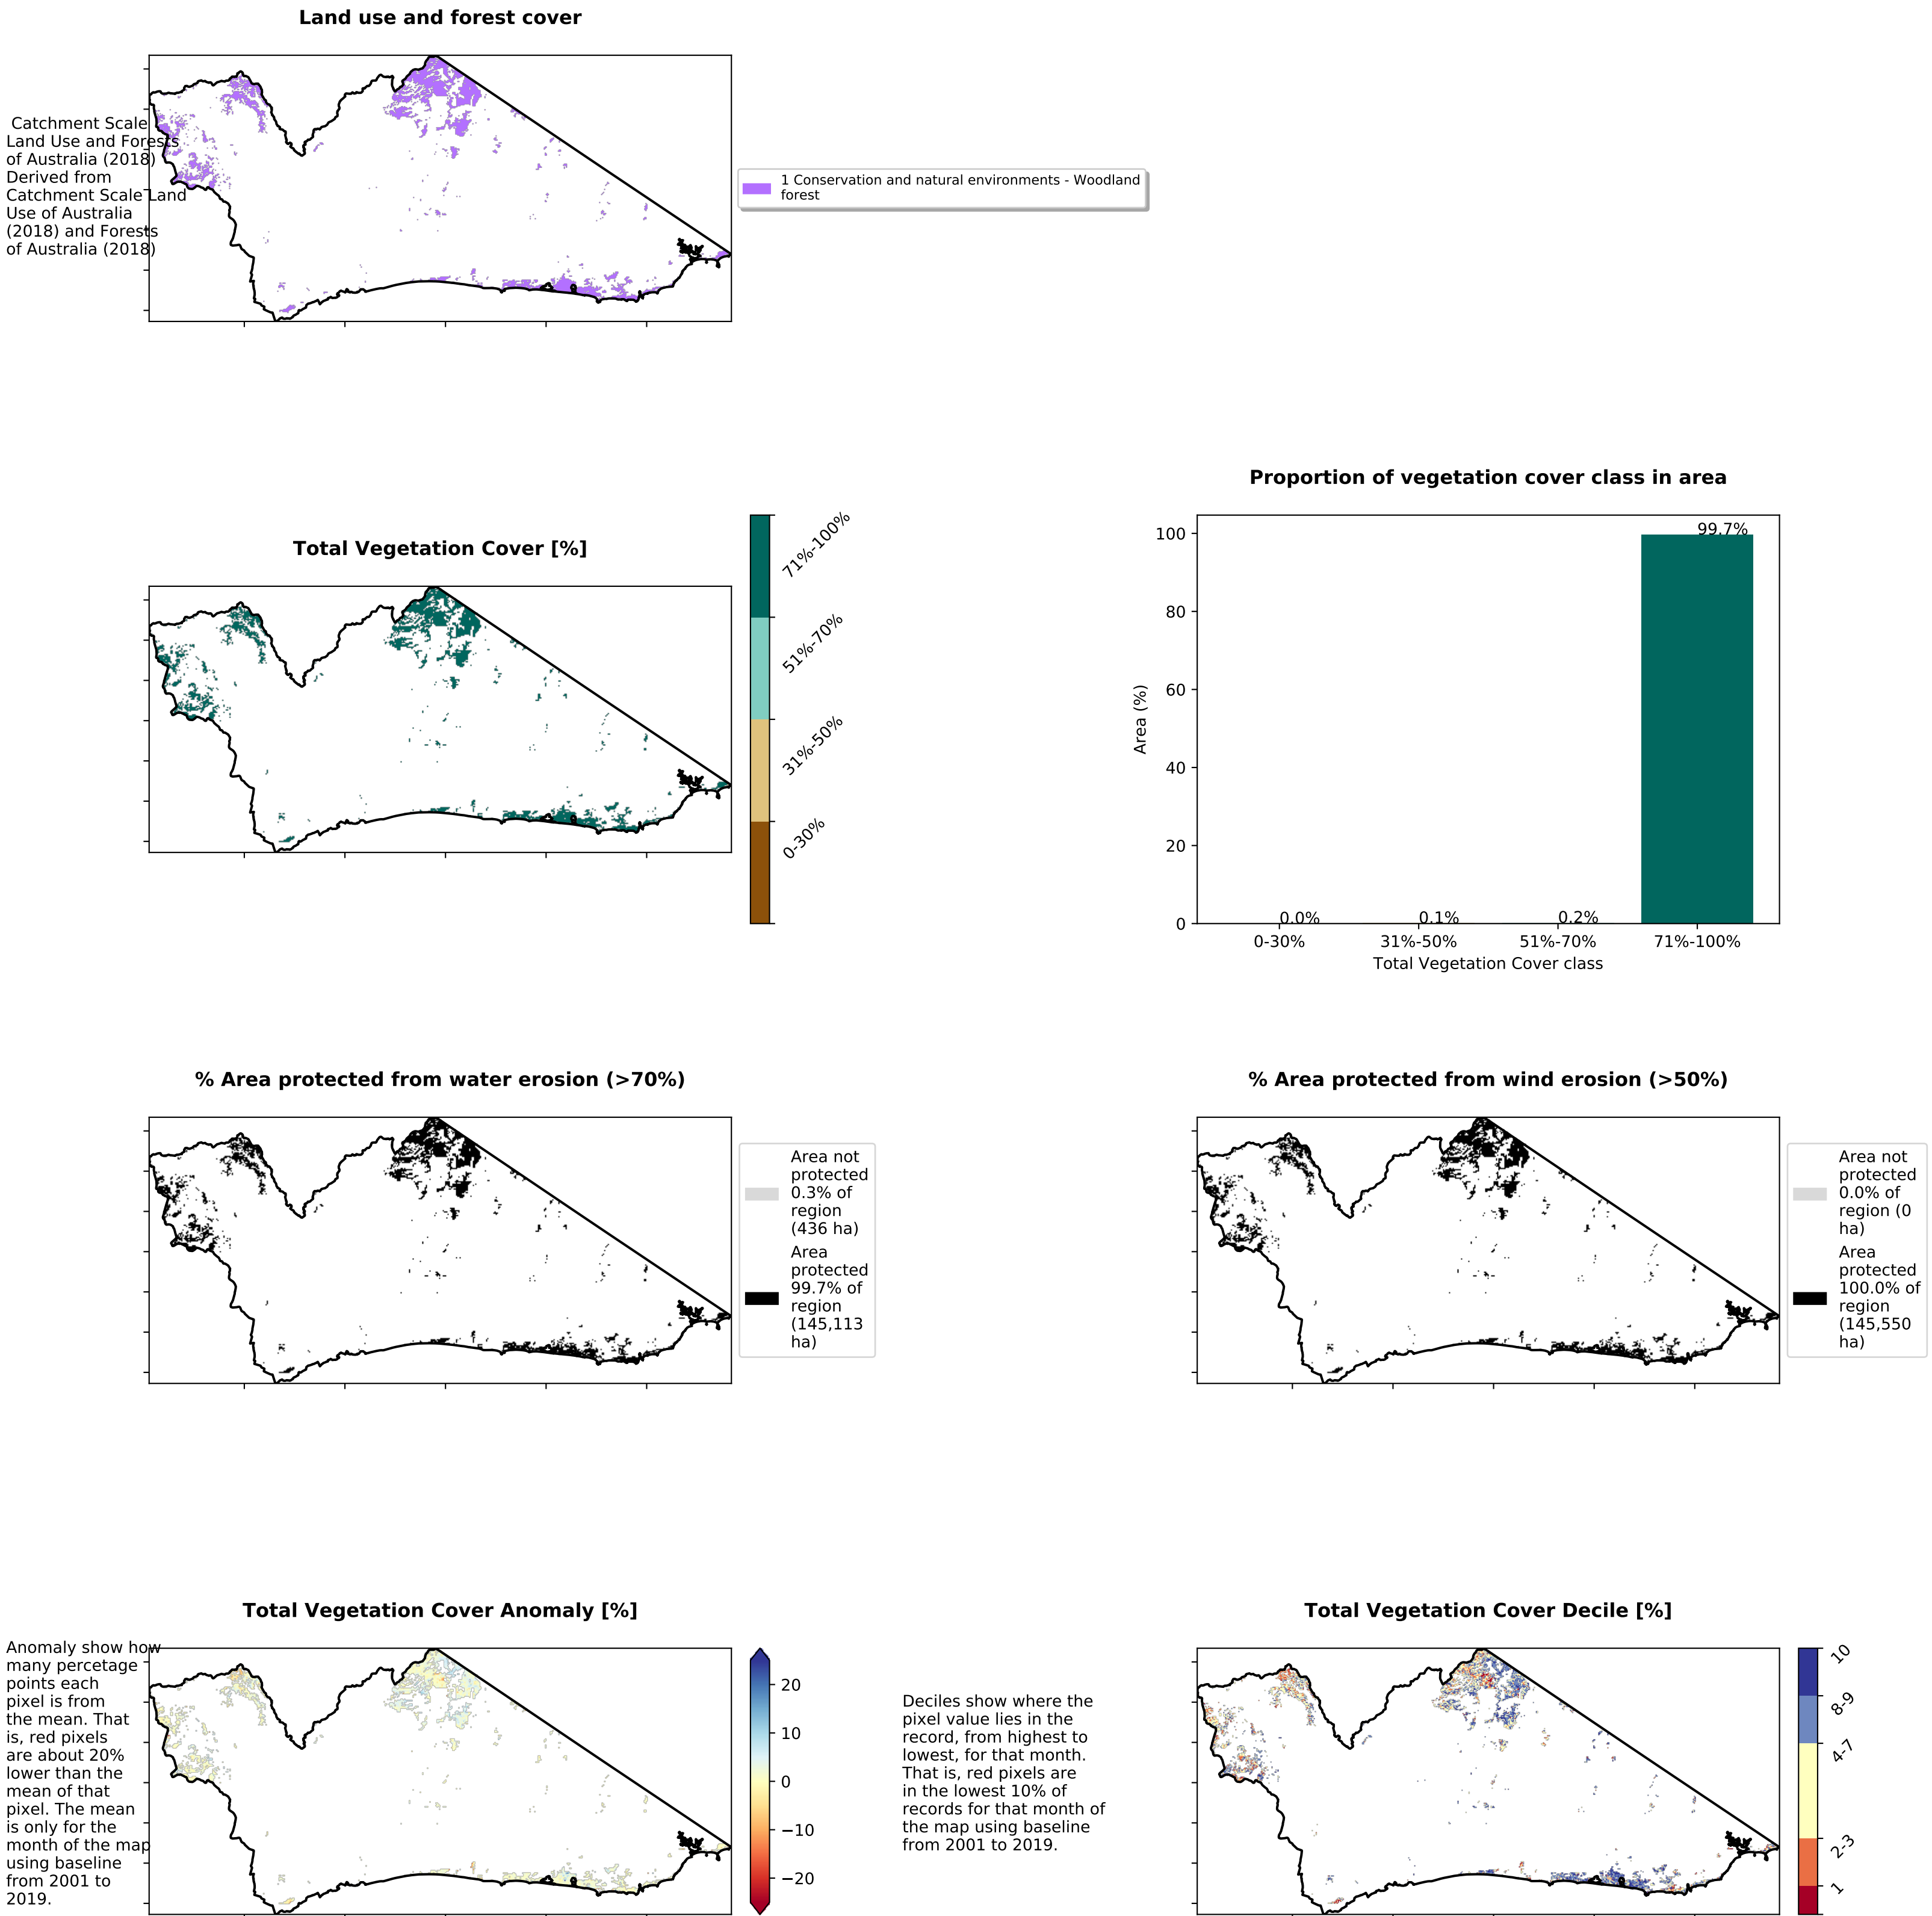 Land use and forest cover
Catchment Scale
Land Use and Forests
of Australia (2018)
Derived from
Catchment Scale Land
Use of Australia
(2018) and Forests
of Australia (2018)
1 Conservation and natural environments - Woodland
forest
Total Vegetation Cover [%]
71%-100%
51%-70%
31%-50%
0-30%
Proportion of vegetation cover class in area
Area (%)
100
80
60
40
20
0
0.0%
0.1%
0.2%
99.7%
0-30%
31%-50%
51%-70%
71%-100%
Total Vegetation Cover class
% Area protected from water erosion (>70%)
Area not
protected
0.3% of
region
(436 ha)
Area
protected
99.7% of
region
(145,113
ha)
% Area protected from wind erosion (>50%)
Area not
protected
0.0% of
region (0
ha)
Area
protected
100.0% of
region
(145,550
ha)
Total Vegetation Cover Anomaly [%]
Anomaly show how
many percetage
points each
pixel is from
the mean. That
is, red pixels
are about 20%
lower than the
mean of that
pixel. The mean
is only for the
month of the map
using baseline
from 2001 to
2019.
20
10
0
−10
−20
Total Vegetation Cover Decile [%]
Deciles show where the
pixel value lies in the
record, from highest to
lowest, for that month.
That is, red pixels are
in the lowest 10% of
records for that month of
the map using baseline
from 2001 to 2019.
10
8-9
4-7
2-3
1